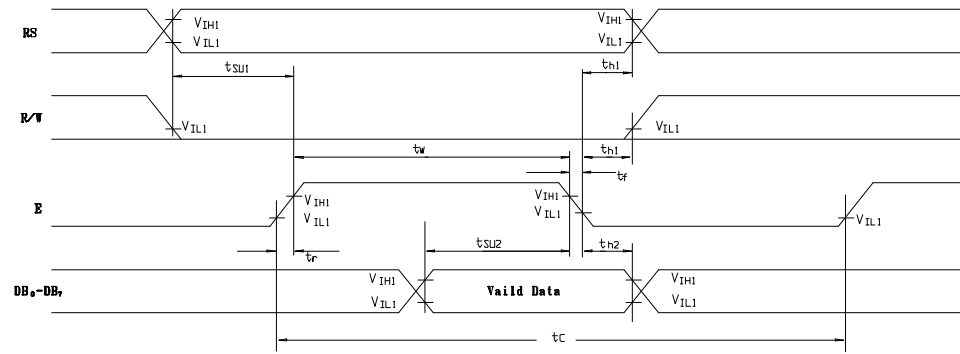 RS
VIH1
VIL1
VIH1
VIL1
tSU1
th1
R/W
VIL1
VIL1
tW
th1
tf
E
VIH1
VIL1
VIH1
VIL1
VIL1
tr
tSU2
th2
DB0-DB7
VIH1
VIL1
Vaild Data
VIH1
VIL1
tC